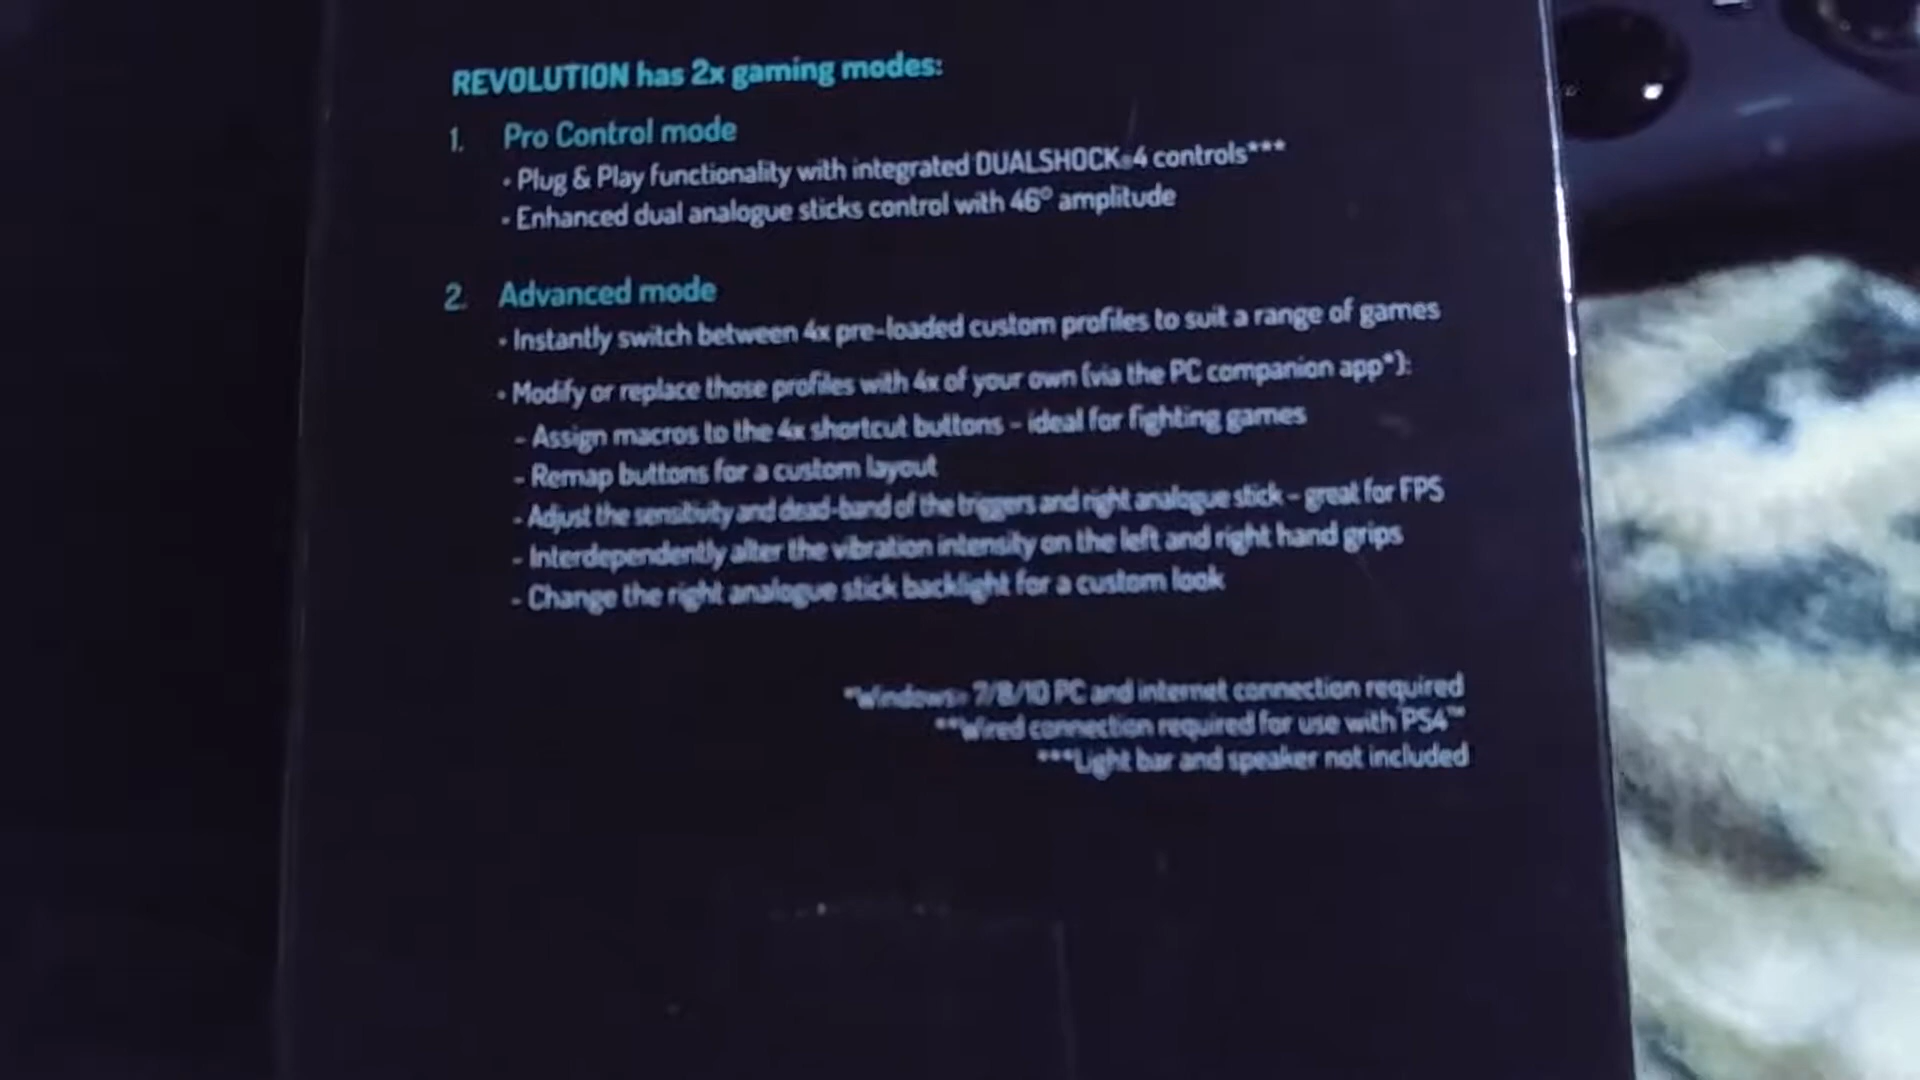 REVOLUTION has 2x gaming modes:
1. Pro Control mode
• Plug & Play functionality with integrated DUALSHOCK®4 controls***
• Enhanced dual analogue sticks control with 46° amplitude
2. Advanced mode
• Instantly switch between 4x pre-loaded custom profiles to suit a range of games
• Modify or replace those profiles with 4x of your own (via the PC companion app*):
- Assign macros to the 4x shortcut buttons – ideal for fighting games
- Remap buttons for a custom layout
- Adjust the sensitivity and dead-band of the triggers and right analogue stick – great for FPS
- Interdependently alter the vibration intensity on the left and right hand grips
- Change the right analogue stick backlight for a custom look
*Windows® 7/8/10 PC and internet connection required
**Wired connection required for use with PS4™
***Light bar and speaker not included